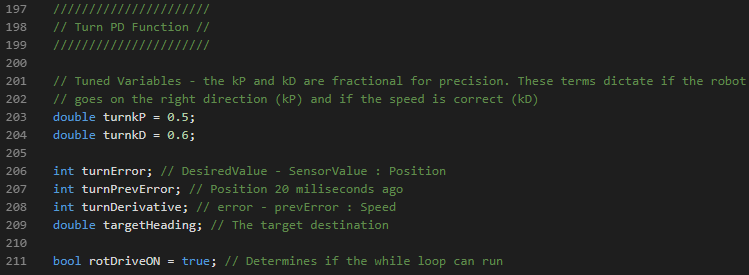 197 //////////////////////
198 // Turn PD Function //
199 //////////////////////
200
201 // Tuned Variables - the kP and kD are fractional for precision. These terms dictate if the robot
202 // goes on the right direction (kP) and if the speed is correct (kD)
203 double turnkP = 0.5;
204 double turnkD = 0.6;
205
206 int turnError; // DesiredValue - SensorValue : Position
207 int turnPrevError; // Position 20 miliseconds ago
208 int turnDerivative; // error - prevError : Speed
209 double targetHeading; // The target destination
210
211 bool rotDriveON = true; // Determines if the while loop can run